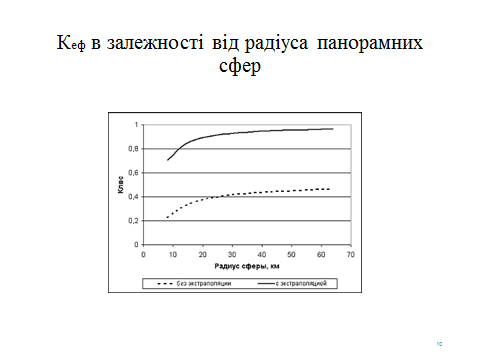 Kеф в залежності від радіуса панорамних
сфер
1
0,8
0,6
0,4
0,2
0
Клас
0 10 20 30 40 50 60 70
Радиус сферы, км
без экстраполяции с экстраполяцией
10